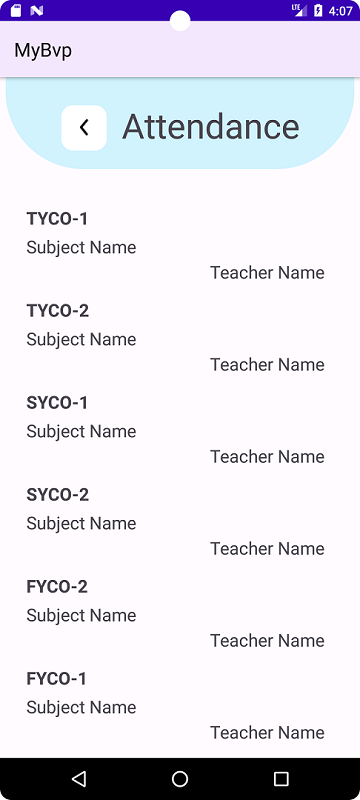 LTE 4:07
MyBvp
Attendance
TYCO-1
Subject Name
Teacher Name
TYCO-2
Subject Name
Teacher Name
SYCO-1
Subject Name
Teacher Name
SYCO-2
Subject Name
Teacher Name
FYCO-2
Subject Name
Teacher Name
FYCO-1
Subject Name
Teacher Name